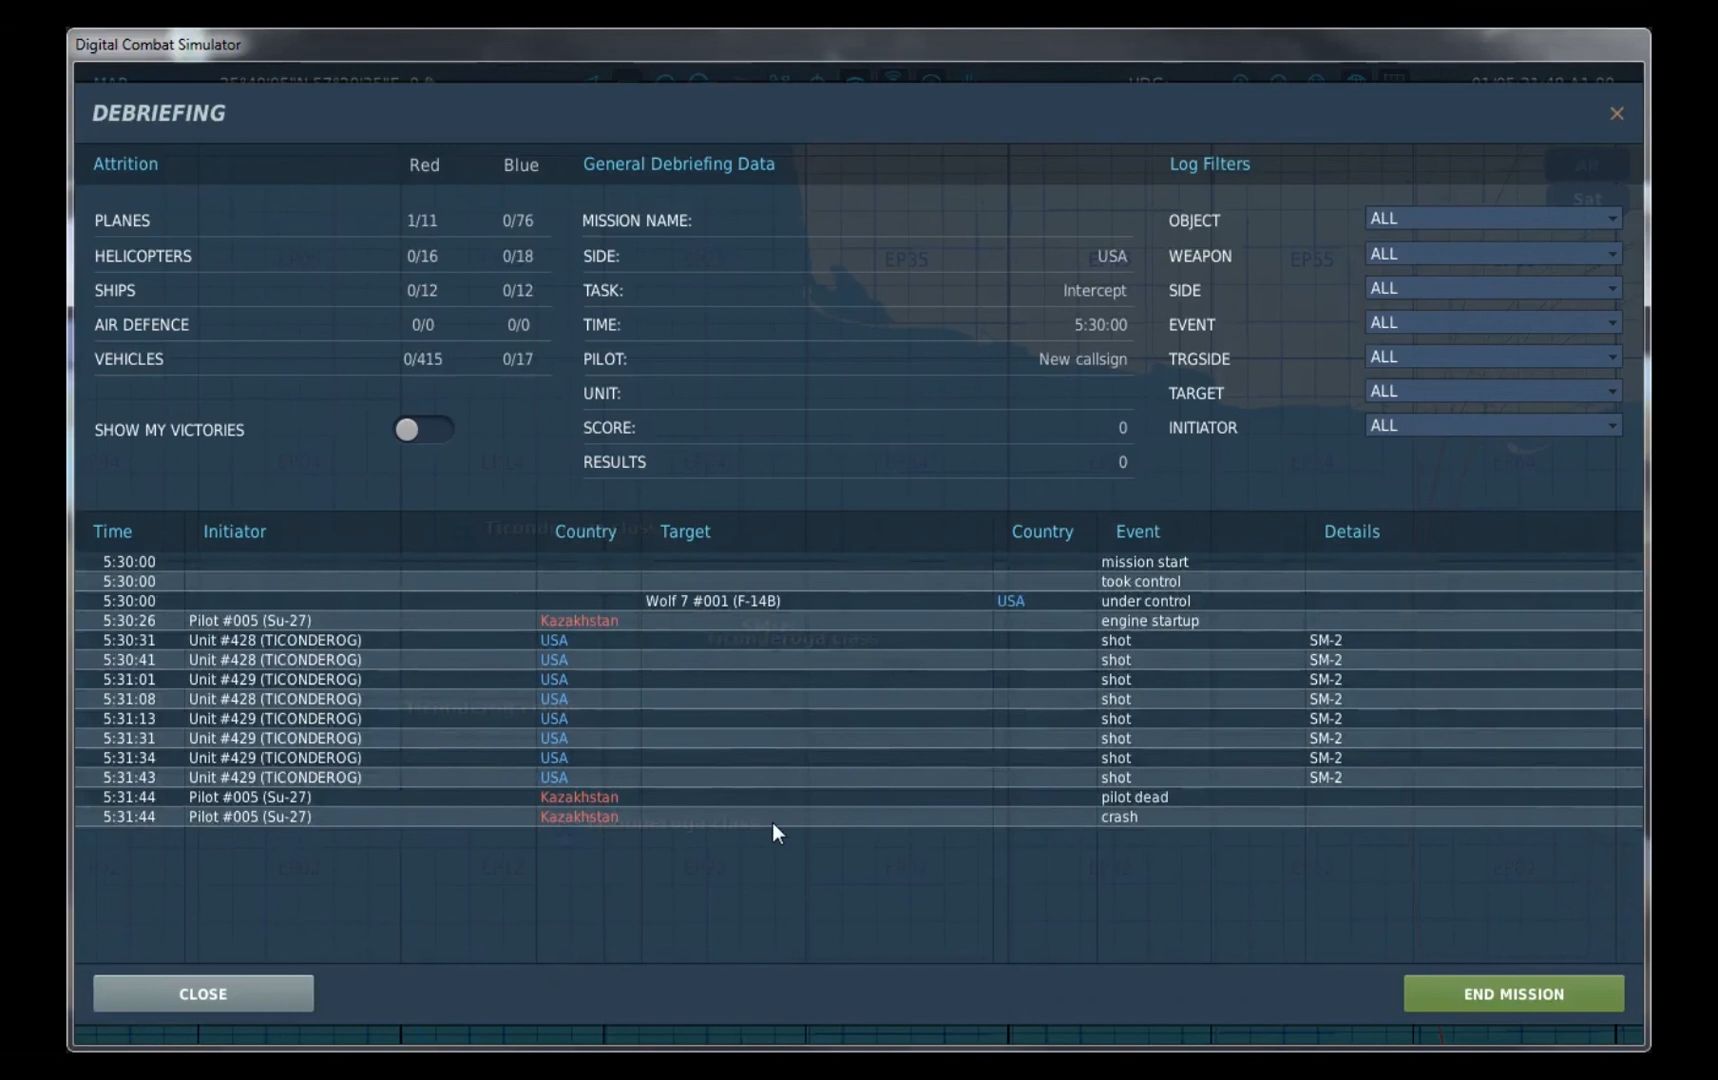 Digital Combat Simulator
DEBRIEFING
Attrition Red Blue General Debriefing Data Log Filters
PLANES 1/11 0/76 MISSION NAME: OBJECT ALL
HELICOPTERS 0/16 0/18 SIDE: USA WEAPON ALL
SHIPS 0/12 0/12 TASK: Intercept SIDE ALL
AIR DEFENCE 0/0 0/0 TIME: 5:30:00 EVENT ALL
VEHICLES 0/415 0/17 PILOT: New callsign TRGSIDE ALL
UNIT: TARGET ALL
SHOW MY VICTORIES SCORE: 0 INITIATOR ALL
RESULTS 0
Time Initiator Country Target Country Event Details
5:30:00 mission start
5:30:00 took control
5:30:00 Wolf 7 #001 (F-14B) USA under control
5:30:26 Pilot #005 (Su-27) Kazakhstan engine startup
5:30:31 Unit #428 (TICONDEROG) USA shot SM-2
5:30:41 Unit #428 (TICONDEROG) USA shot SM-2
5:31:01 Unit #429 (TICONDEROG) USA shot SM-2
5:31:08 Unit #428 (TICONDEROG) USA shot SM-2
5:31:13 Unit #429 (TICONDEROG) USA shot SM-2
5:31:31 Unit #429 (TICONDEROG) USA shot SM-2
5:31:34 Unit #429 (TICONDEROG) USA shot SM-2
5:31:43 Unit #429 (TICONDEROG) USA shot SM-2
5:31:44 Pilot #005 (Su-27) Kazakhstan pilot dead
5:31:44 Pilot #005 (Su-27) Kazakhstan crash
CLOSE END MISSION